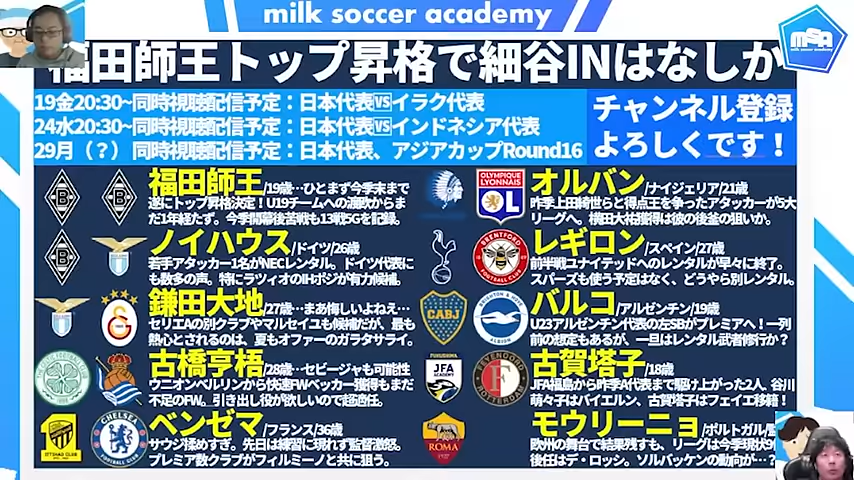 milk soccer academy
MSA
milk soccer academy
福田師王トップ昇格で細谷INはなしか
19金20:30~同時視聴配信予定：日本代表🆚イラク代表
24水20:30~同時視聴配信予定：日本代表🆚インドネシア代表
29月（？） 同時視聴配信予定：日本代表、アジアカップRound16
チャンネル登録
よろしくです！
福田師王/19歳…ひとまず今季末まで
遂にトップ昇格決定！U19チームへの渡欧からま
だ1年経たず。今季開幕後苦戦も13戦5Gを記録。
ノイハウス/ドイツ/26歳
若手アタッカー1名がNECレンタル。ドイツ代表に
も数多の声。特にラツィオのIHポジが有力候補。
鎌田大地/27歳…まあ悔しいよねえ…
セリエAの別クラブやマルセイユも候補だが、最も
熱心とされるのは、夏もオファーのガラタサライ。
古橋亨梧/28歳…セビージャも可能性
ウニオンベルリンから快速FWベッカー獲得もまだ
不足のFW。引き出し役が欲しいので超適任。
ベンゼマ/フランス/36歳
サウジ揉めすぎ。先日は練習に現れず監督激怒。
プレミア数クラブがフィルミーノと共に狙う。
オルバン/ナイジェリア/21歳
昨季上田綺世らと得点王を争ったアタッカーが5大
リーグへ。横田大祐獲得は彼の後釜の狙いか。
レギロン/スペイン/27歳
前半戦ユナイテッドへのレンタルが早々に終了。
スパーズも使う予定はなく、どうやら別レンタル。
バルコ/アルゼンチン/19歳
U23アルゼンチン代表の左SBがプレミアへ！一列
前の想定もあるが、一旦はレンタル武者修行か？
古賀塔子/18歳
JFA福島から昨季A代表まで駆け上がった2人、谷川
萌々子はバイエルン、古賀塔子はフェイエ移籍！
モウリーニョ/ポルトガル/
欧州の舞台で結果残すも、リーグは今季現状9
後任はデ・ロッシ。ソルバッケンの動向が…？
OLYMPIQUE LYONNAIS
OL
BRENTFORD
CABJ
BRIGHTON & HOVE
ALBION
FUKUSHIMA
JFA
ACADEMY
FEYENOORD
ROTTERDAM
ITTIHAD CLUB
CHELSEA
FOOTBALL CLUB
ROMA